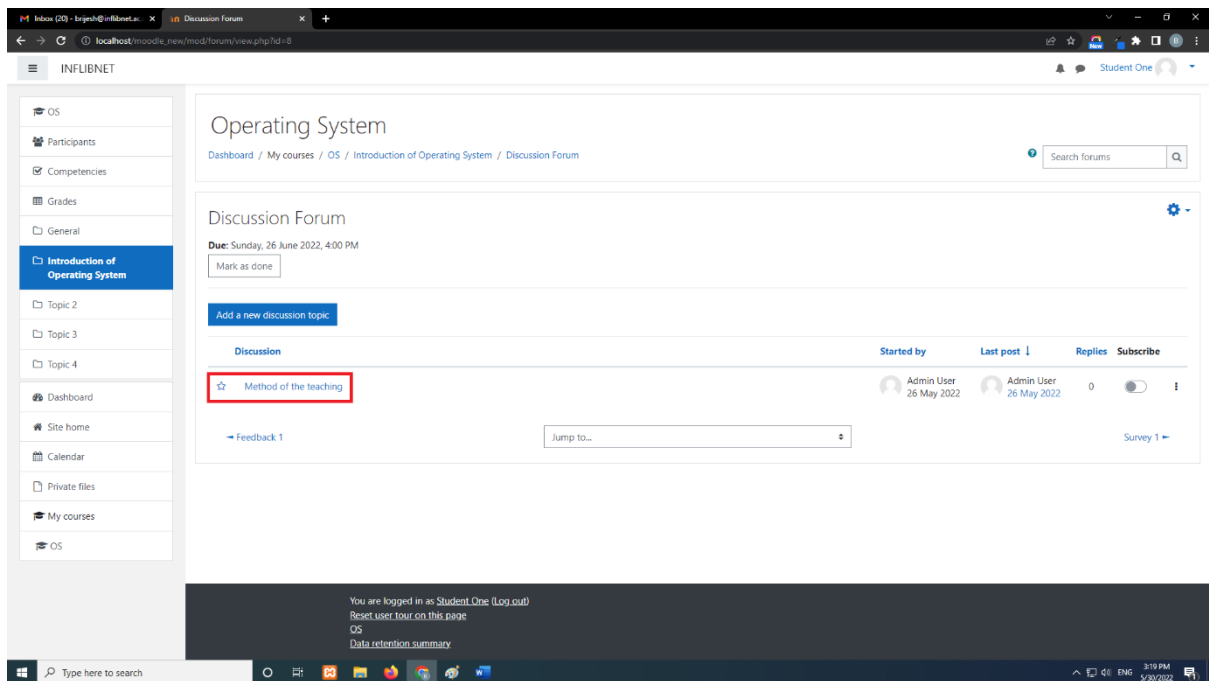 Inbox (20) - brijesh@inflibnet.ac. X
Discussion Forum X +
localhost/moodle_new/mod/forum/view.php?id=8
New
B
INFLIBNET
Student One
OS
Participants
Competencies
Grades
General
Introduction of
Operating System
Topic 2
Topic 3
Topic 4
Dashboard
Site home
Calendar
Private files
My courses
OS
Operating System
Dashboard / My courses / OS / Introduction of Operating System / Discussion Forum
Search forums
Discussion Forum
Due: Sunday, 26 June 2022, 4:00 PM
Mark as done
Add a new discussion topic
Discussion Started by Last post ↓ Replies Subscribe
Method of the teaching Admin User Admin User 0
26 May 2022 26 May 2022
◄ Feedback 1 Jump to... Survey 1 ►
You are logged in as Student One (Log out)
Reset user tour on this page
OS
Data retention summary
Type here to search
ENG 3:19 PM
5/30/2022